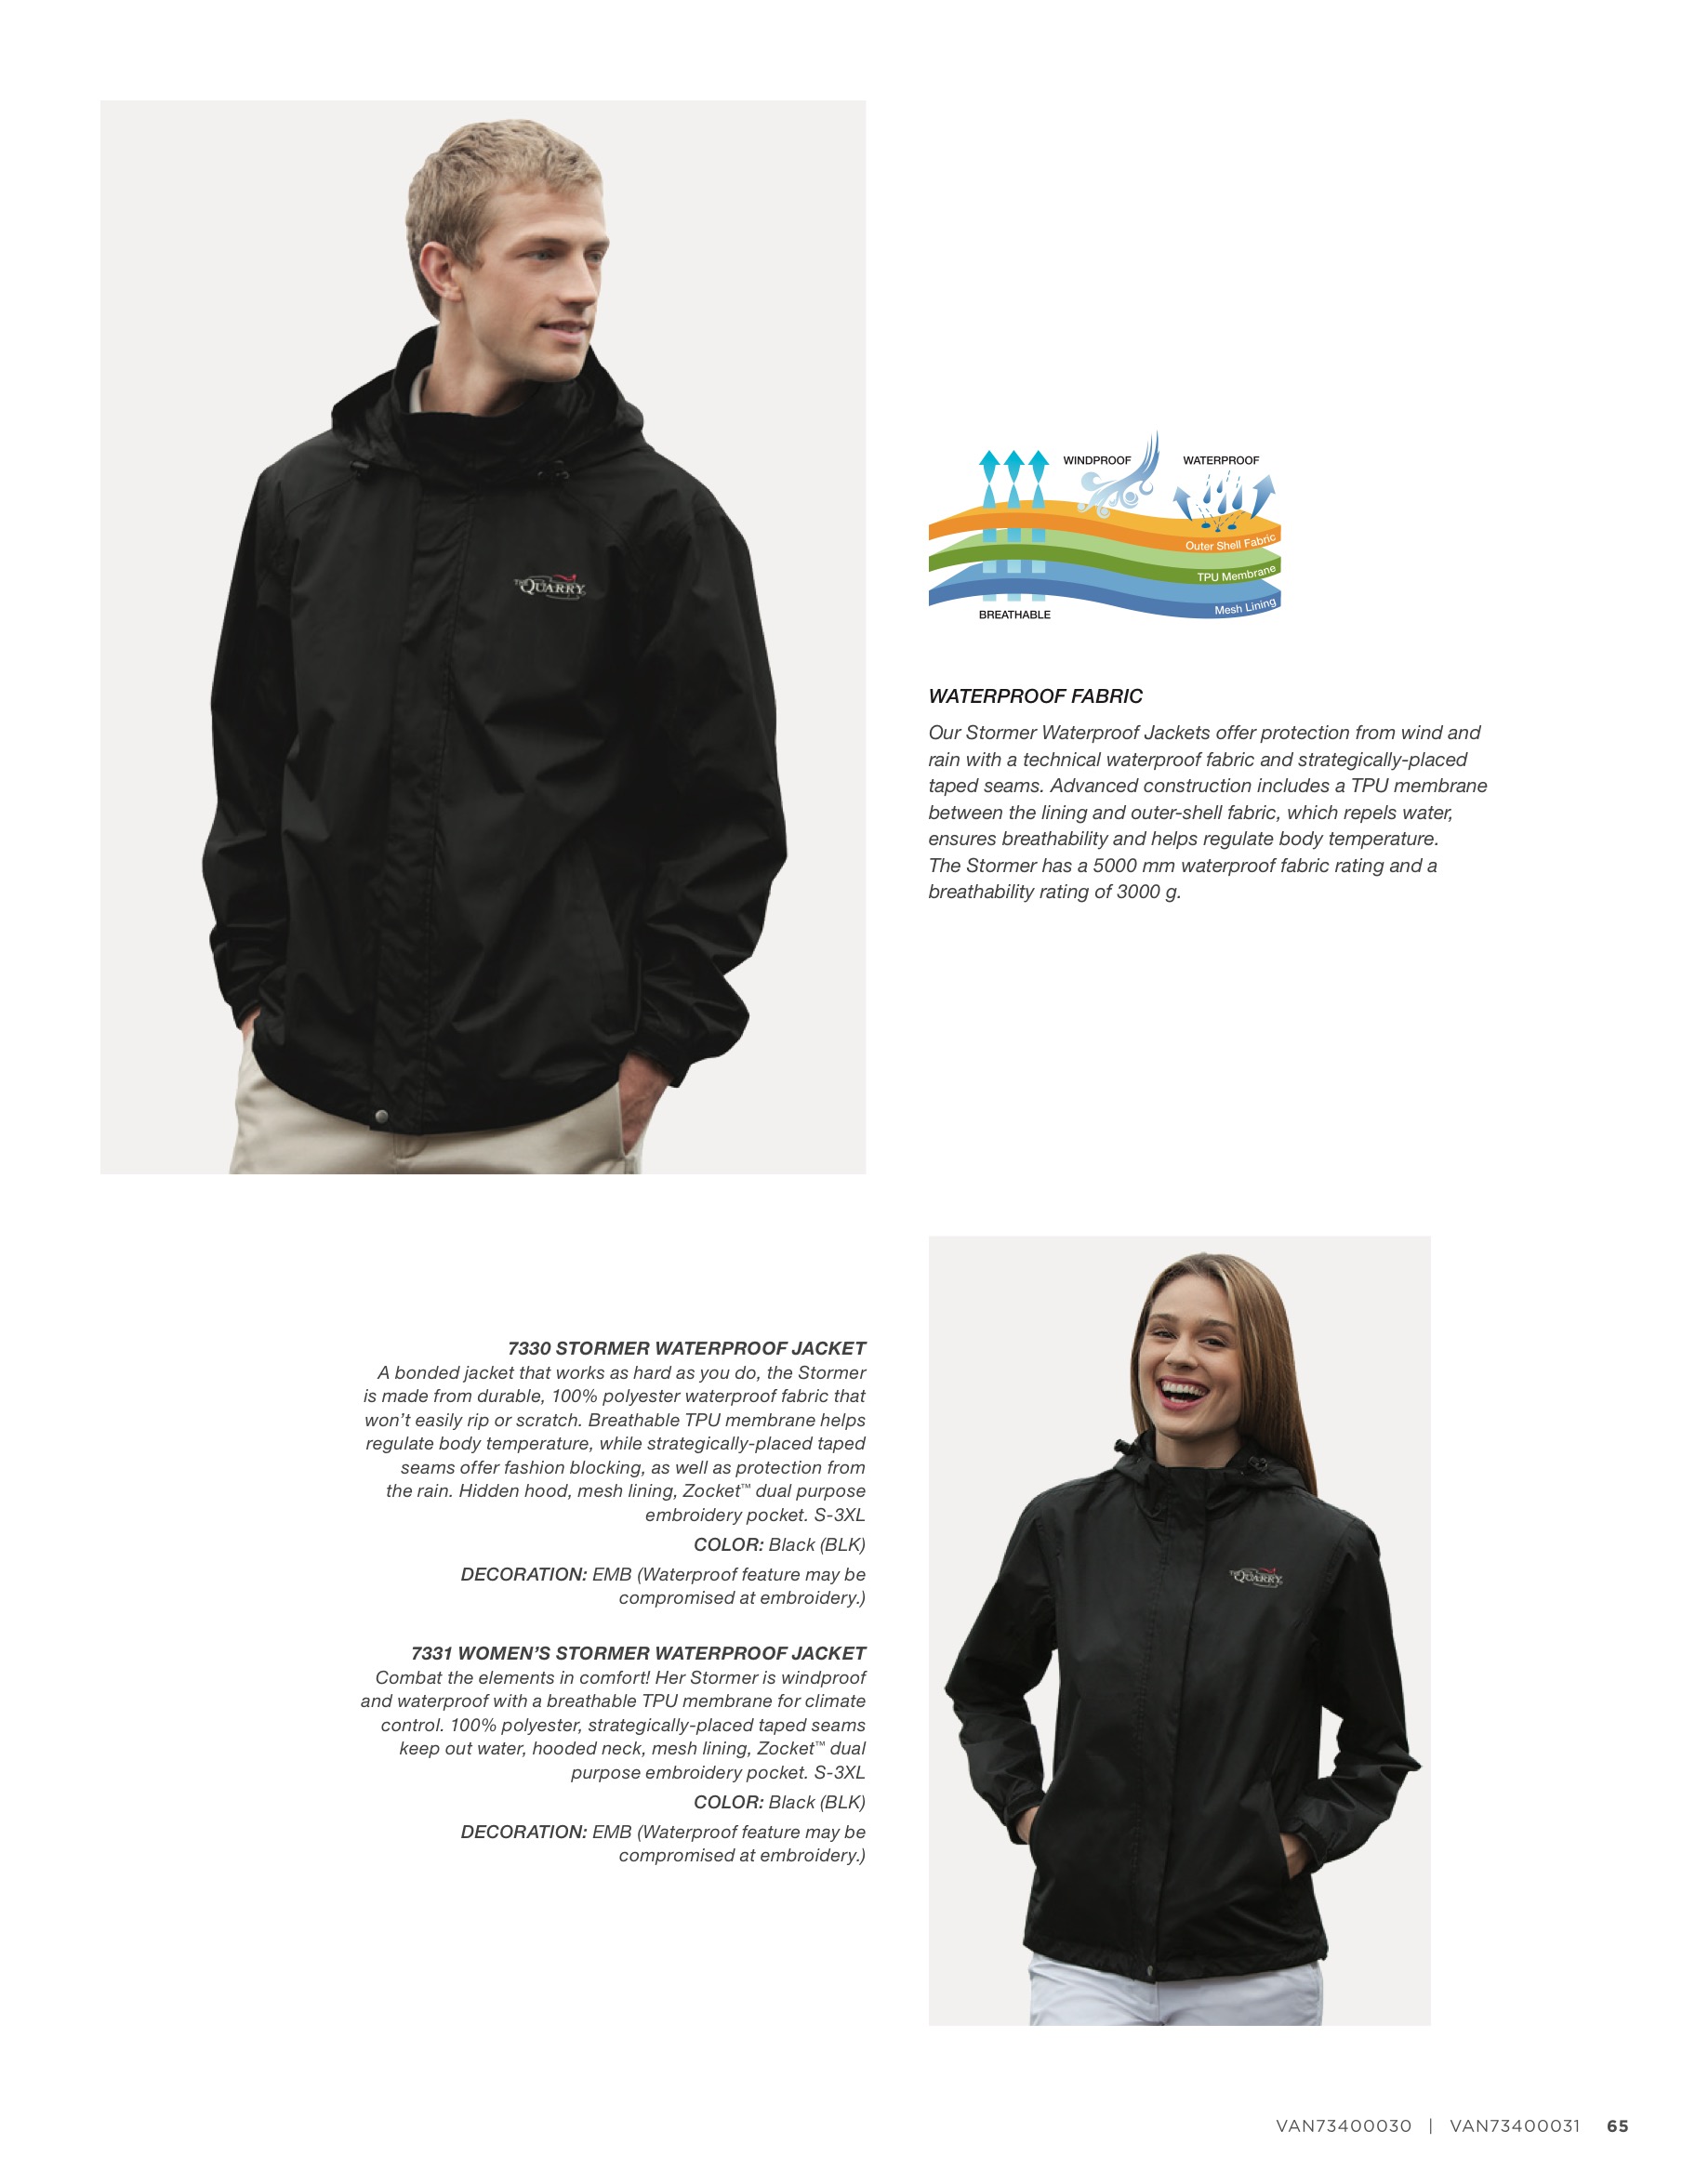 THE QUARRY
WINDPROOF
WATERPROOF
Outer Shell Fabric
TPU Membrane
Mesh Lining
BREATHABLE
WATERPROOF FABRIC
Our Stormer Waterproof Jackets offer protection from wind and
rain with a technical waterproof fabric and strategically-placed
taped seams. Advanced construction includes a TPU membrane
between the lining and outer-shell fabric, which repels water,
ensures breathability and helps regulate body temperature.
The Stormer has a 5000 mm waterproof fabric rating and a
breathability rating of 3000 g.
7330 STORMER WATERPROOF JACKET
A bonded jacket that works as hard as you do, the Stormer
is made from durable, 100% polyester waterproof fabric that
won’t easily rip or scratch. Breathable TPU membrane helps
regulate body temperature, while strategically-placed taped
seams offer fashion blocking, as well as protection from
the rain. Hidden hood, mesh lining, Zocket™ dual purpose
embroidery pocket. S-3XL
COLOR: Black (BLK)
DECORATION: EMB (Waterproof feature may be
compromised at embroidery.)
7331 WOMEN’S STORMER WATERPROOF JACKET
Combat the elements in comfort! Her Stormer is windproof
and waterproof with a breathable TPU membrane for climate
control. 100% polyester, strategically-placed taped seams
keep out water, hooded neck, mesh lining, Zocket™ dual
purpose embroidery pocket. S-3XL
COLOR: Black (BLK)
DECORATION: EMB (Waterproof feature may be
compromised at embroidery.)
THE QUARRY
VAN73400030 | VAN73400031 65